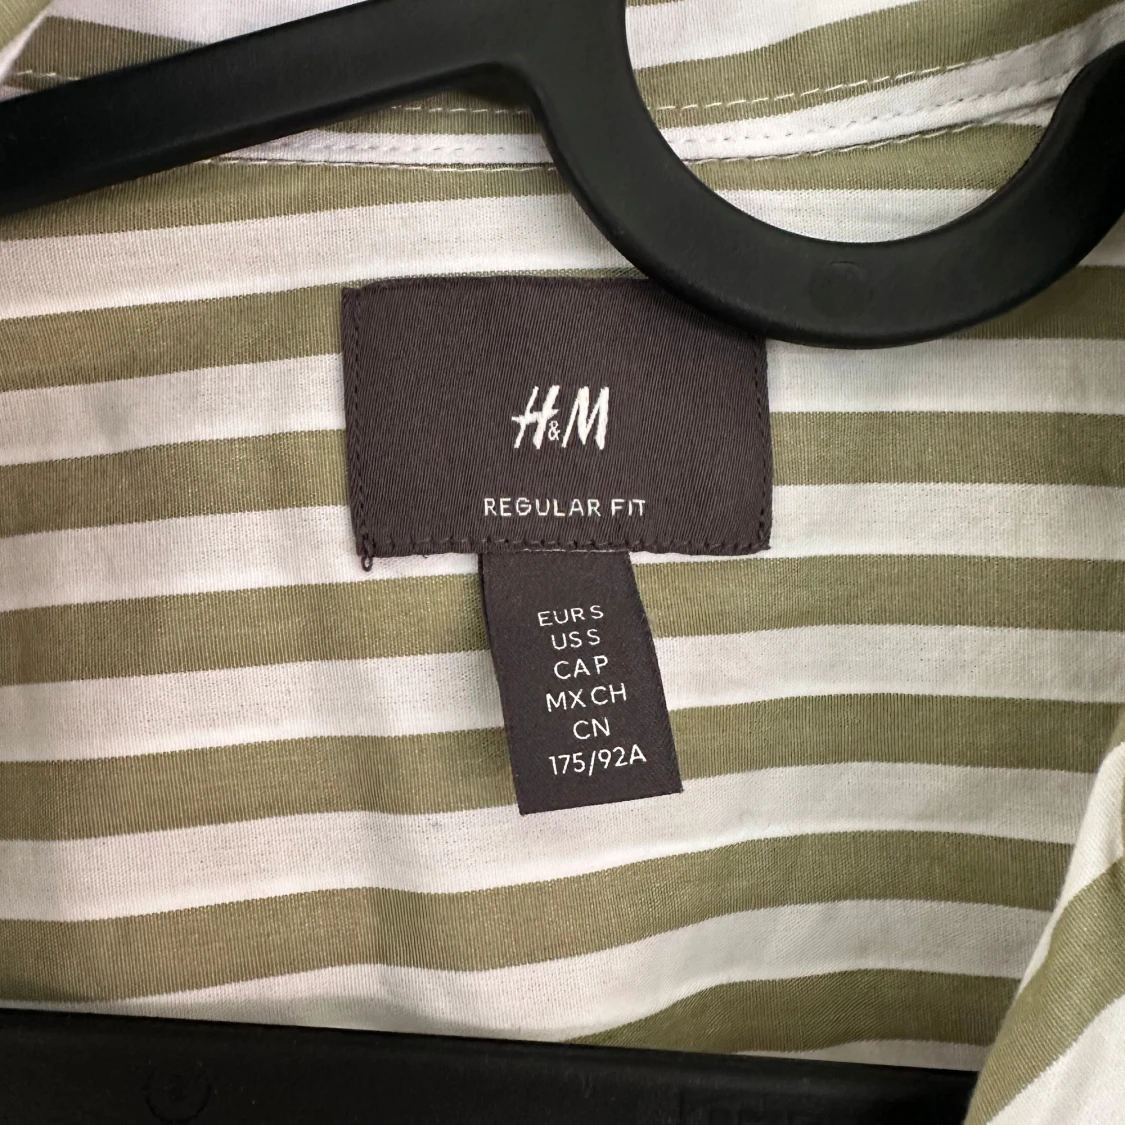 H&M
REGULAR FIT
EUR S
US S
CA P
MX CH
CN
175/92A